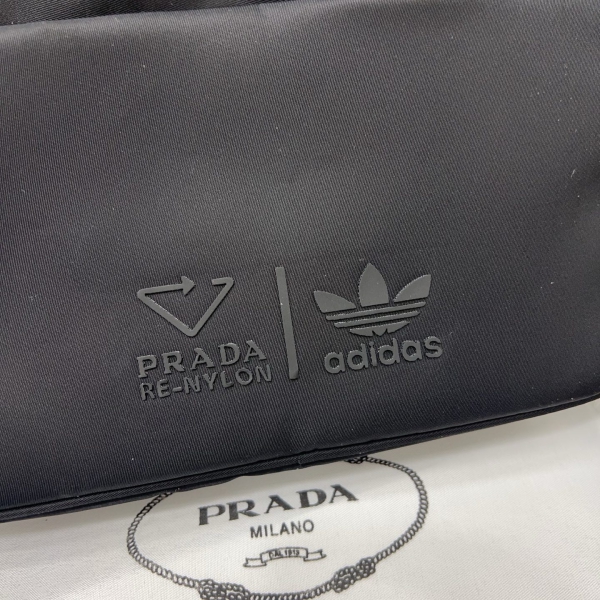 PRADA
RE-NYLON
adidas
PRADA
MILANO
DAL 1913